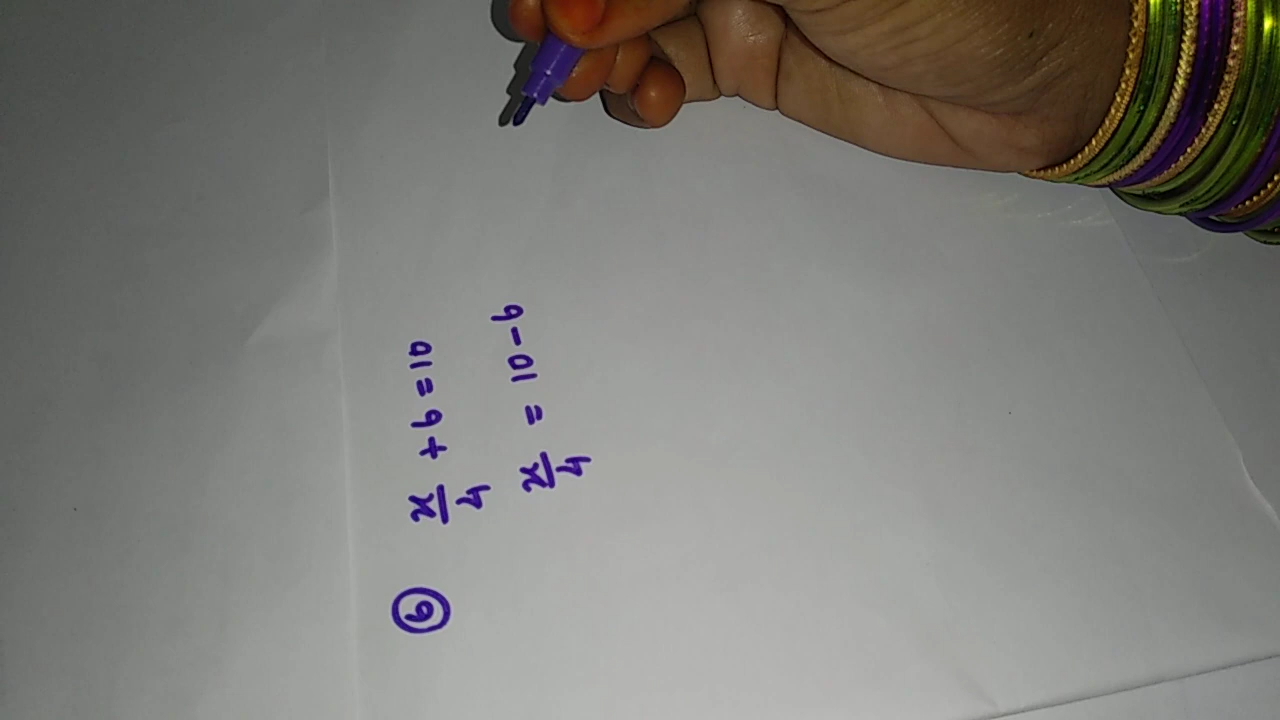 ⑥ x/4 + 6 = 10
x/4 = 10 - 6